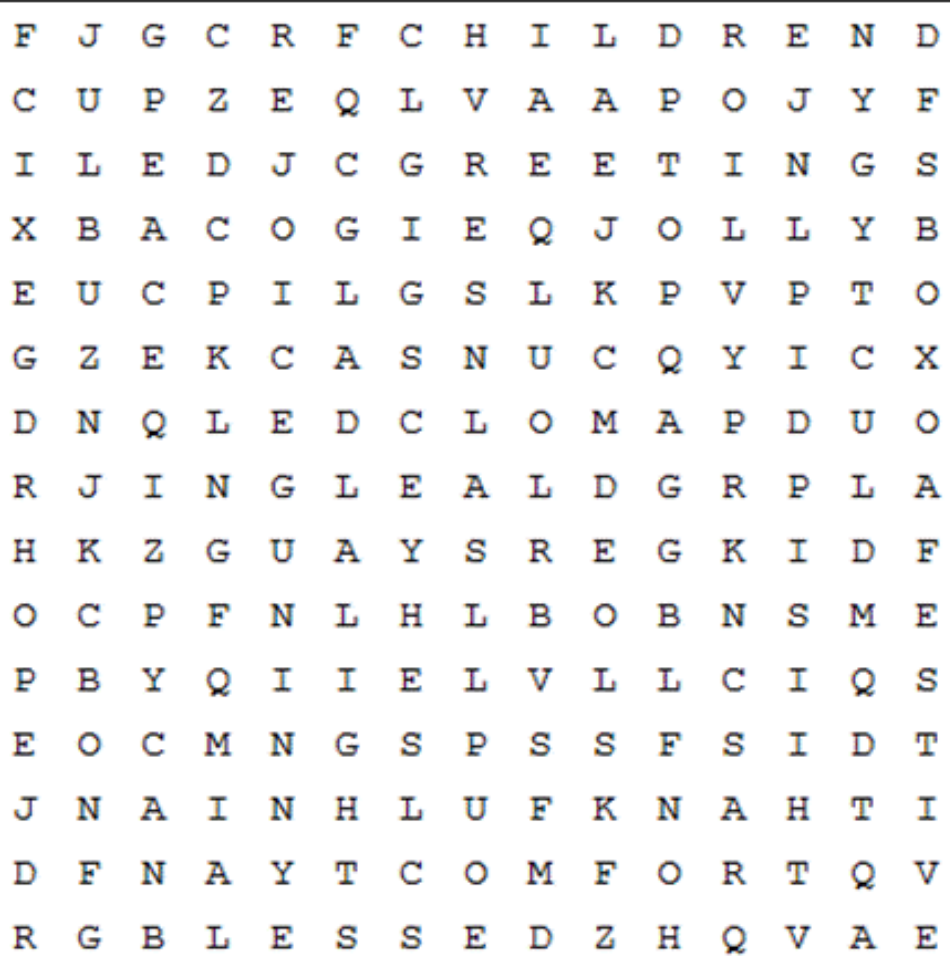 F J G C R F C H I L D R E N D
C U P Z E Q L V A A P O J Y F
I L E D J C G R E E T I N G S
X B A C O G I E Q J O L L Y B
E U C P I L G S L K P V P T O
G Z E K C A S N U C Q Y I C X
D N Q L E D C L O M A P D U O
R J I N G L E A L D G R P L A
H K Z G U A Y S R E G K I D F
O C P F N L H L B O B N S M E
P B Y Q I I E L V L L C I Q S
E O C M N G S P S S F S I D T
J N A I N H L U F K N A H T I
D F N A Y T C O M F O R T Q V
R G B L E S S E D Z H Q V A E